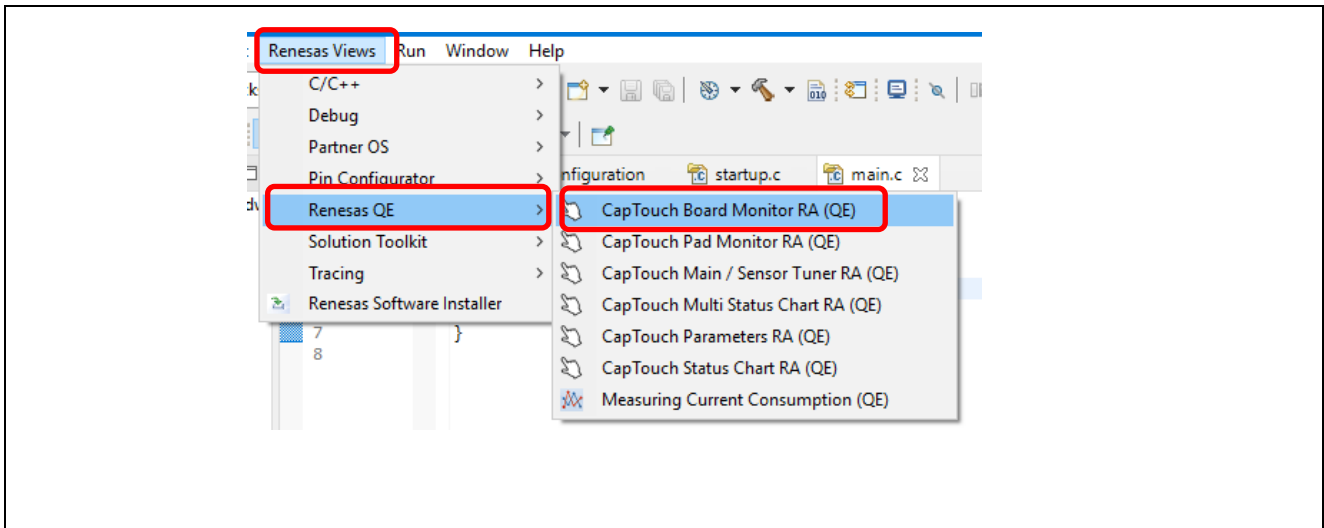 Renesas Views Run Window Help
C/C++
Debug
Partner OS
Pin Configurator
nfiguration startup.c main.c
Renesas QE
CapTouch Board Monitor RA (QE)
Solution Toolkit
CapTouch Pad Monitor RA (QE)
Tracing
CapTouch Main / Sensor Tuner RA (QE)
Renesas Software Installer
CapTouch Multi Status Chart RA (QE)
7 }
CapTouch Parameters RA (QE)
8
CapTouch Status Chart RA (QE)
Measuring Current Consumption (QE)